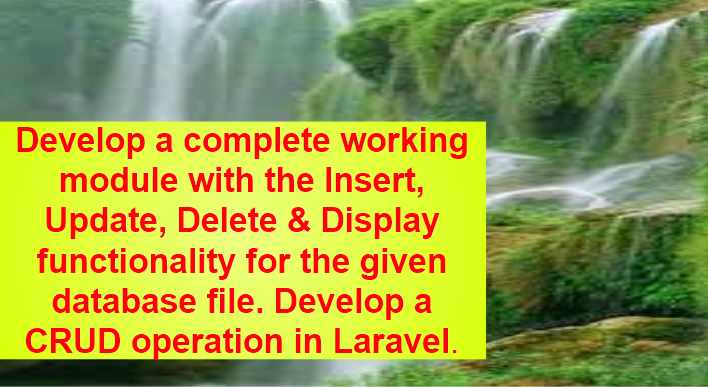 Develop a complete working
module with the Insert,
Update, Delete & Display
functionality for the given
database file. Develop a
CRUD operation in Laravel.